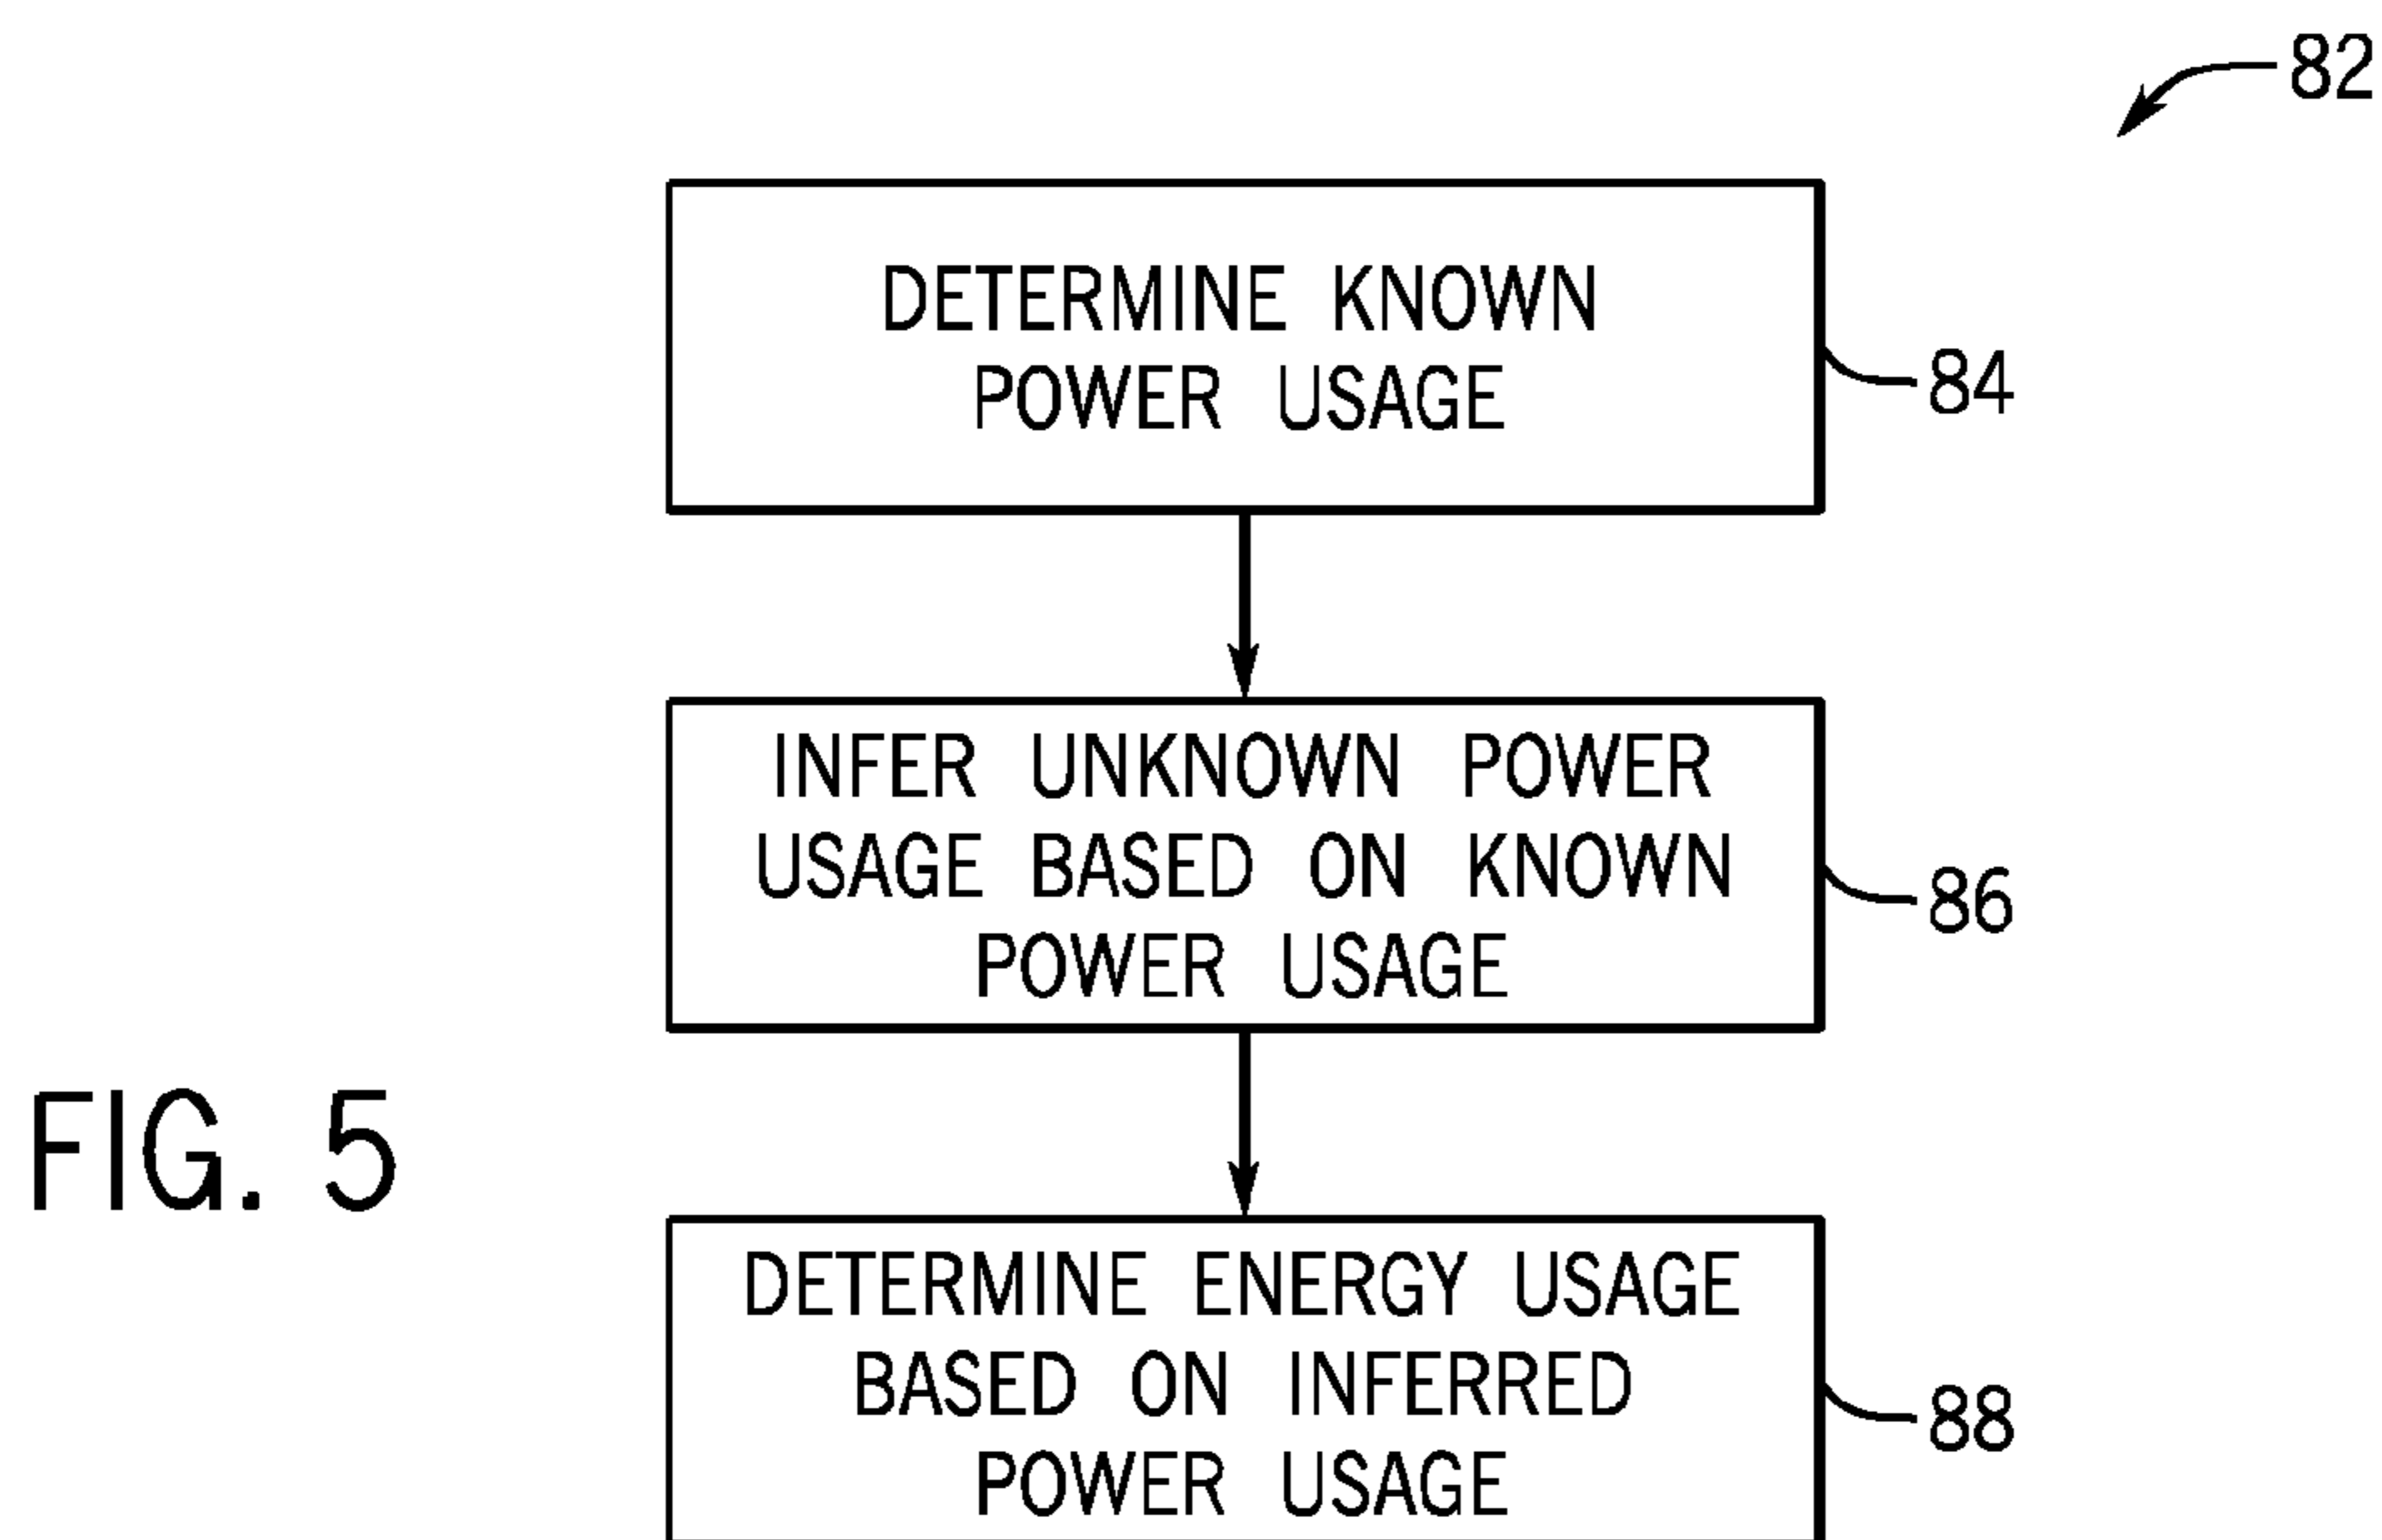 82
DETERMINE KNOWN
POWER USAGE
84
INFER UNKNOWN POWER
USAGE BASED ON KNOWN
POWER USAGE
86
DETERMINE ENERGY USAGE
BASED ON INFERRED
POWER USAGE
88
FIG. 5